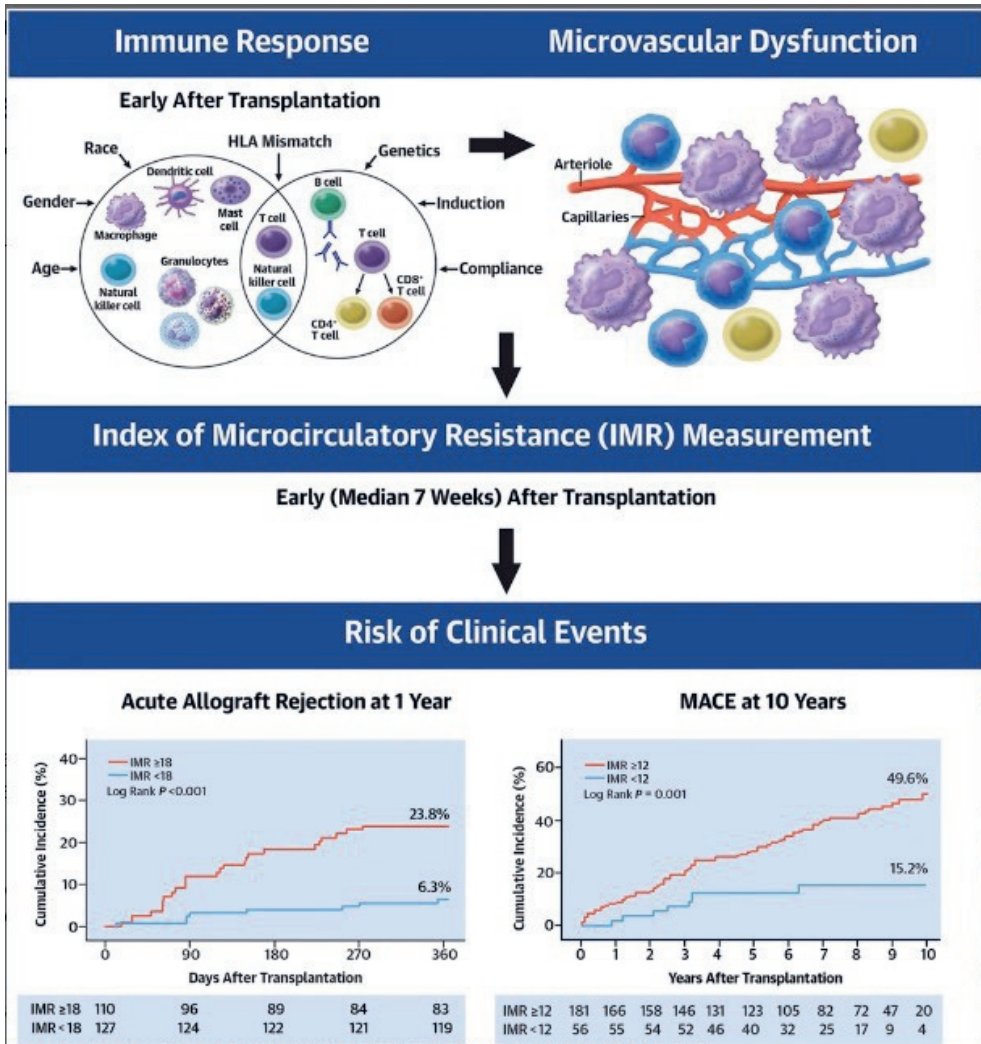 Immune Response
Microvascular Dysfunction
Early After Transplantation
Race
HLA Mismatch
Genetics
Gender
Induction
Age
Compliance
Dendritic cell
Macrophage
Mast
cell
Granulocytes
Natural
killer cell
T cell
Natural
killer cell
B cell
T cell
CD8+
T cell
CD4+
T cell
Arteriole
Capillaries
Index of Microcirculatory Resistance (IMR) Measurement
Early (Median 7 Weeks) After Transplantation
Risk of Clinical Events
Acute Allograft Rejection at 1 Year
Cumulative Incidence (%)
40
30
20
10
0
IMR ≥18
IMR <18
Log Rank P <0.001
23.8%
6.3%
0 90 180 270 360
Days After Transplantation
IMR ≥18 110 96 89 84 83
IMR <18 127 124 122 121 119
MACE at 10 Years
Cumulative Incidence (%)
60
40
20
0
IMR ≥12
IMR <12
Log Rank P = 0.001
49.6%
15.2%
0 1 2 3 4 5 6 7 8 9 10
Years After Transplantation
IMR ≥12 181 166 158 146 131 123 105 82 72 47 20
IMR <12 56 55 54 52 46 40 32 25 17 9 4